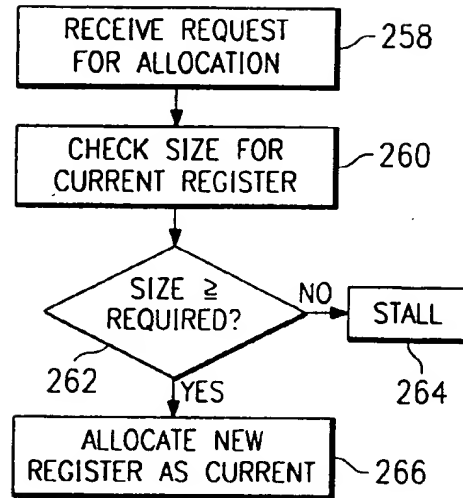 RECEIVE REQUEST
FOR ALLOCATION
258
CHECK SIZE FOR
CURRENT REGISTER
260
SIZE ≧
REQUIRED?
262
NO
STALL
264
YES
ALLOCATE NEW
REGISTER AS CURRENT
266